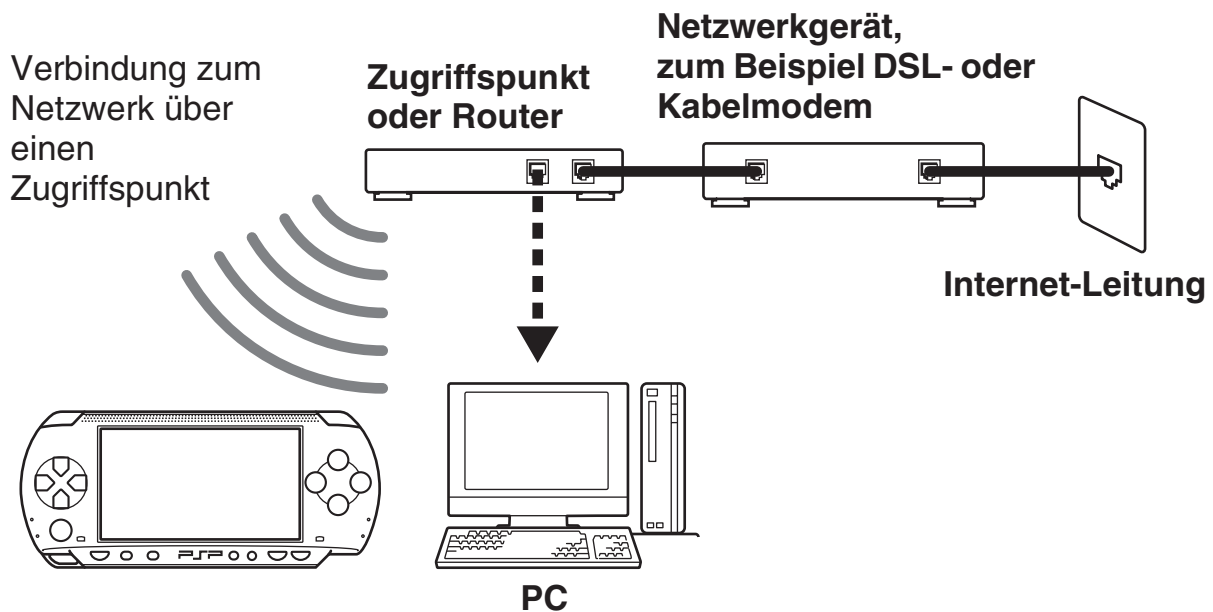 Verbindung zum
Netzwerk über
einen
Zugriffspunkt
Zugriffspunkt
oder Router
Netzwerkgerät,
zum Beispiel DSL- oder
Kabelmodem
Internet-Leitung
PSP
PC